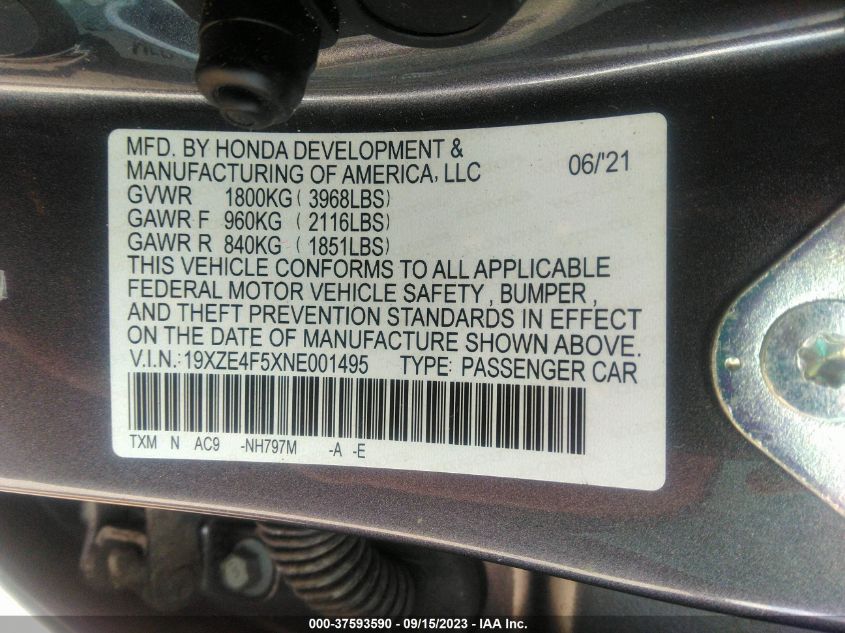 MFD. BY HONDA DEVELOPMENT &
MANUFACTURING OF AMERICA, LLC 06/'21
GVWR 1800KG ( 3968LBS)
GAWR F 960KG ( 2116LBS)
GAWR R 840KG ( 1851LBS)
THIS VEHICLE CONFORMS TO ALL APPLICABLE
FEDERAL MOTOR VEHICLE SAFETY , BUMPER ,
AND THEFT PREVENTION STANDARDS IN EFFECT
ON THE DATE OF MANUFACTURE SHOWN ABOVE.
V.I.N.: 19XZE4F5XNE001495 TYPE: PASSENGER CAR
TXM N AC9 -NH797M -A -E
000-37593590 - 09/15/2023 - IAA Inc.